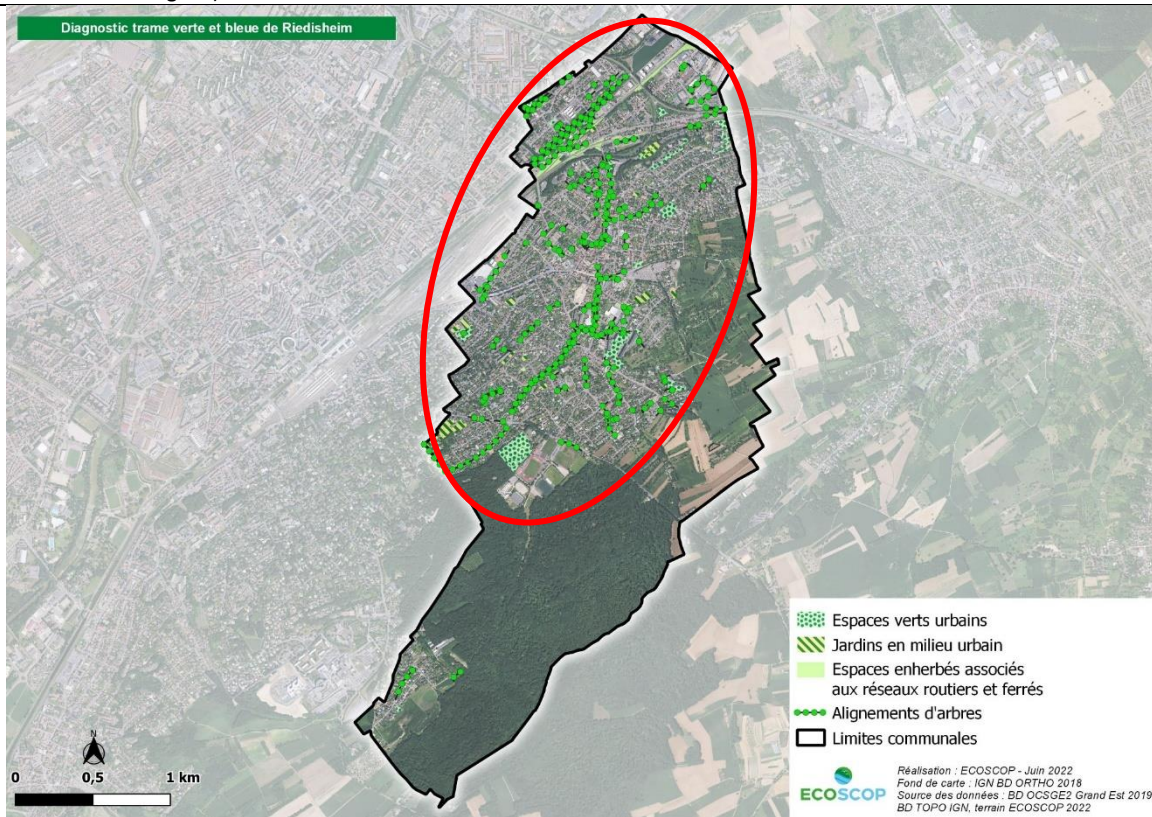 Diagnostic trame verte et bleue de Riedisheim
Espaces verts urbains
Jardins en milieu urbain
Espaces enherbés associés
aux réseaux routiers et ferrés
Alignements d'arbres
Limites communales
N
0 0,5 1 km
ECOSCOP
Réalisation : ECOSCOP - Juin 2022
Fond de carte : IGN BD ORTHO 2018
Source des données : BD OCSGE2 Grand Est 2019
BD TOPO IGN, terrain ECOSCOP 2022